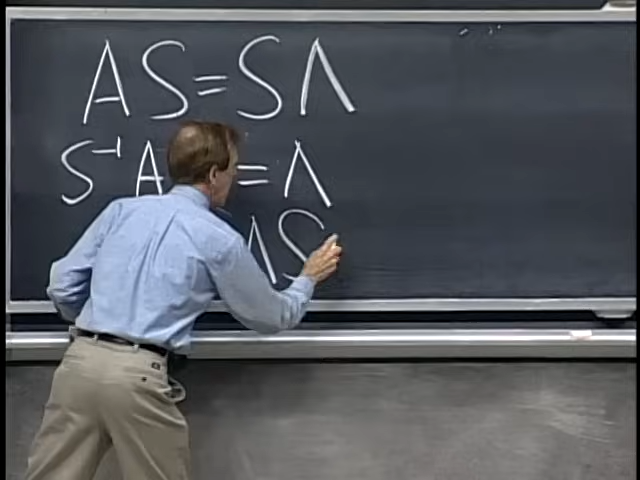 AS = SΛ
S⁻¹A = Λ
ΛS